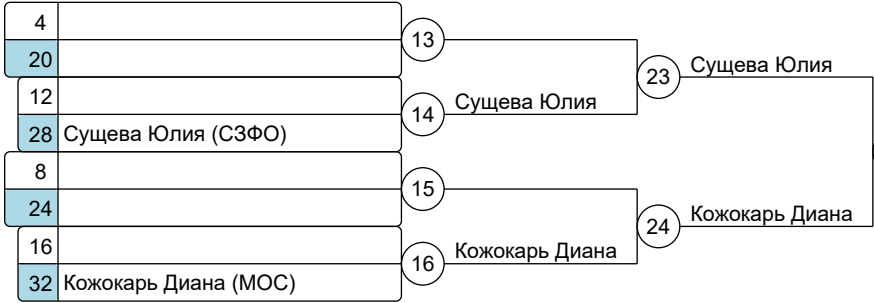 4
13
20
23 Сущева Юлия
12
14 Сущева Юлия
28 Сущева Юлия (СЗФО)
8
15
24
24 Кожокарь Диана
16
16 Кожокарь Диана
32 Кожокарь Диана (МОС)